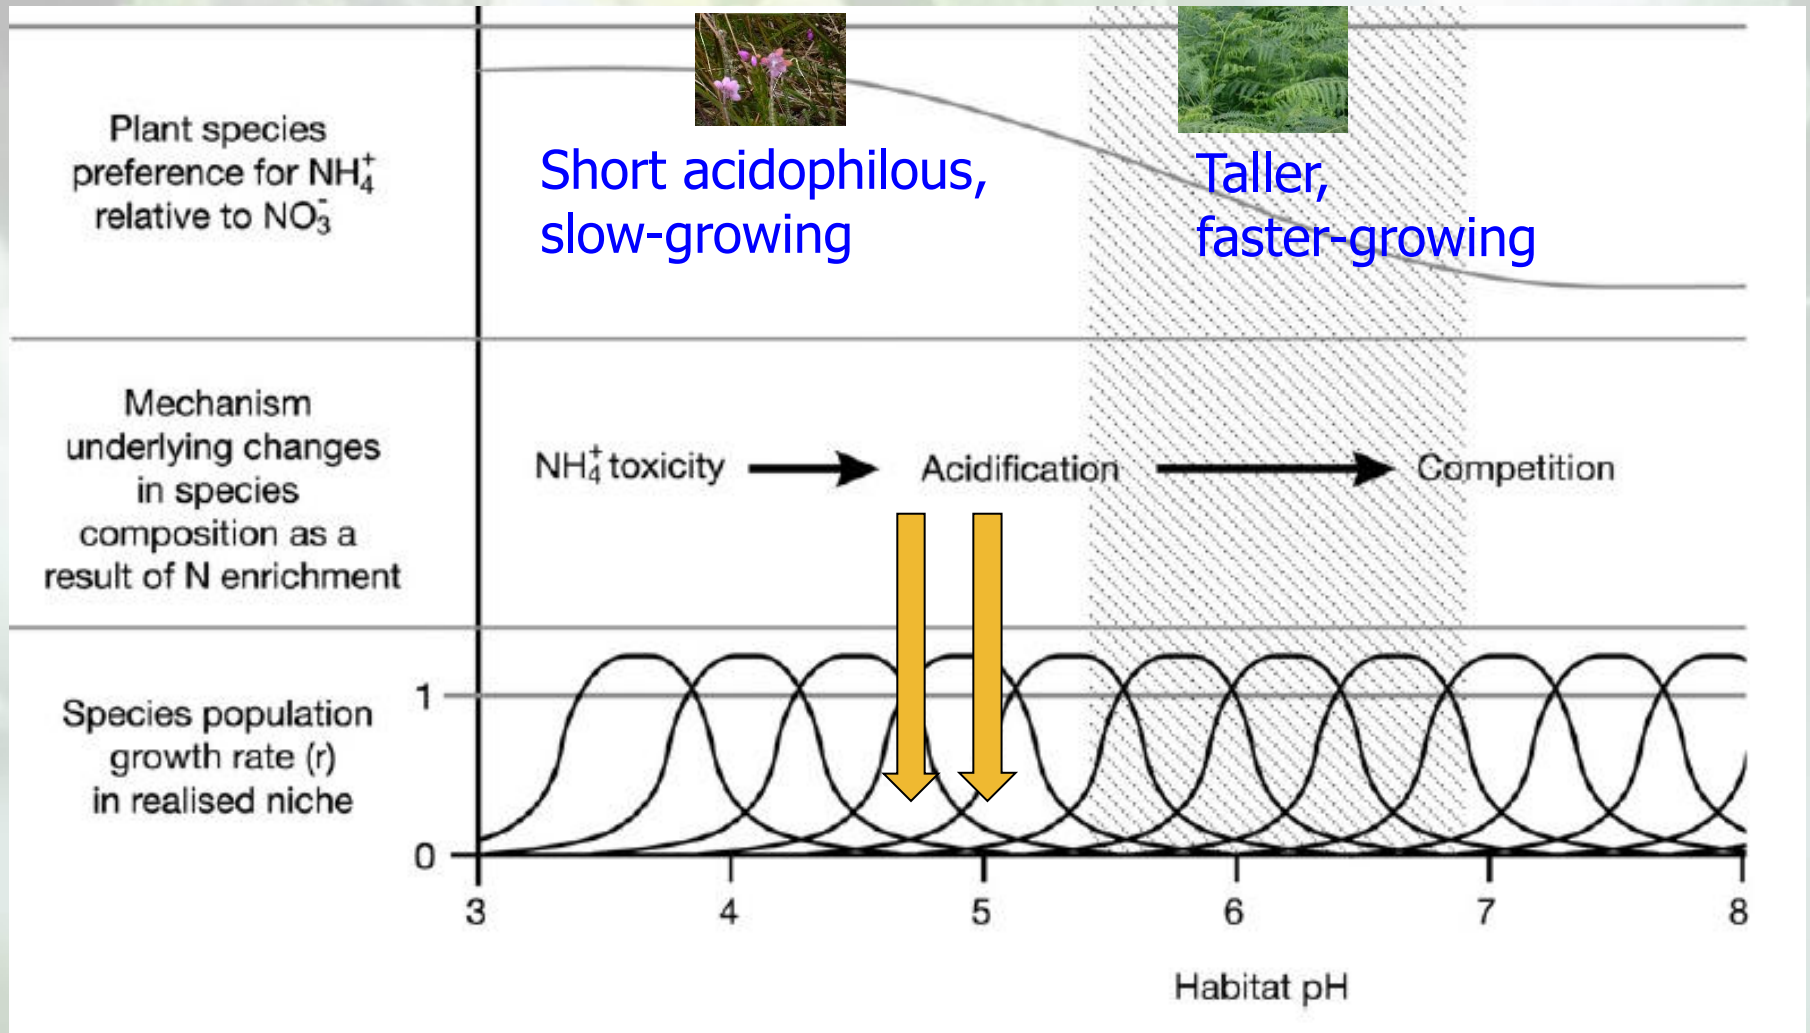 Plant species
preference for NH₄⁺
relative to NO₃⁻
Short acidophilous,
slow-growing
Taller,
faster-growing
Mechanism
underlying changes
in species
composition as a
result of N enrichment
NH₄⁺ toxicity
Acidification
Competition
Species population
growth rate (r)
in realised niche
1
0
3
4
5
6
7
8
Habitat pH